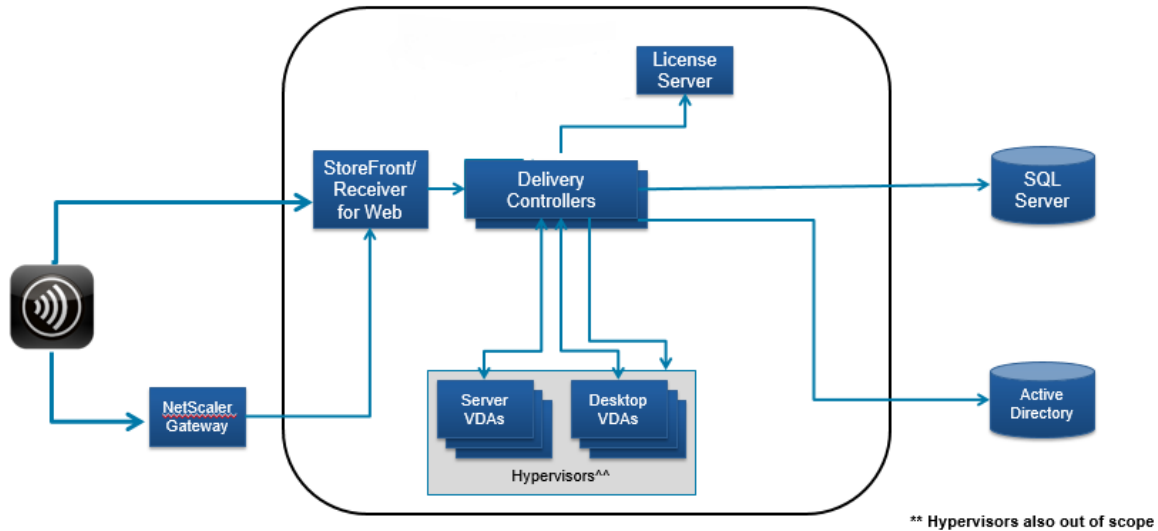 License
Server
StoreFront/
Receiver
for Web
Delivery
Controllers
SQL
Server
NetScaler
Gateway
Server
VDAs
Desktop
VDAs
Active
Directory
Hypervisors^^
** Hypervisors also out of scope